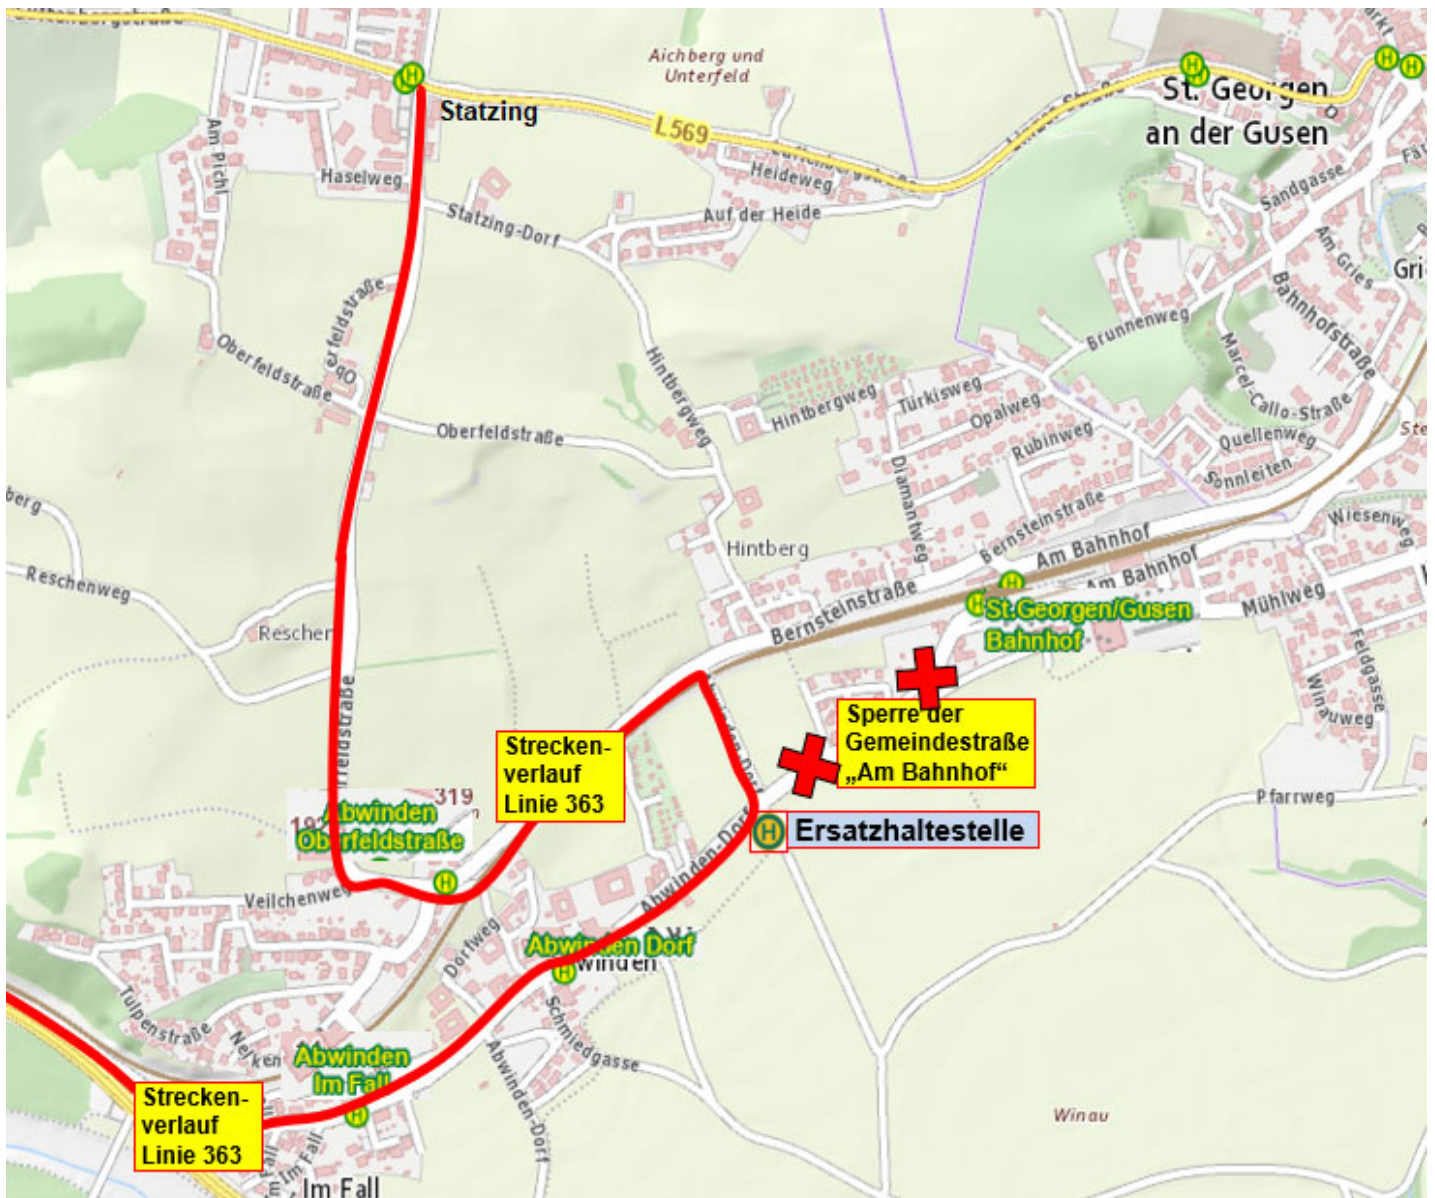 Aichberg und
Unterfeld
Statzing
L569
St. Georgen
an der Gusen
Am Pichl
Haselweg
Heideweg
Sandgasse
Statzing-Dorf
Auf der Heide
Am Gries
Oberfeldstraße
Bahnhofstraße
Brunnenweg
Oberfeldstraße
Hintbergweg
Marcel-Callo-Straße
Türkisweg
Hintbergweg
Opalweg
Oberfeldstraße
Rubinweg
Quellenweg
Sonnleiten
Diamantweg
Bernsteinstraße
Wiesenweg
Hintberg
Am Bahnhof
Am Bahnhof
Reschenweg
Bernsteinstraße
St.Georgen/Gusen
Bahnhof
Mühlweg
Feldgasse
Winauweg
Abwinden-Dorf
Sperre der
Gemeindestraße
„Am Bahnhof“
Strecken-
verlauf
Linie 363
319
Pfarrweg
Abwinden
Oberfeldstraße
H Ersatzhaltestelle
Veilchenweg
Abwinden-Dorf
Dorfweg
Abwinden Dorf
Tulpenstraße
Schmiedgasse
Abwinden
Im Fall
Abwinden-Dorf
Strecken-
verlauf
Linie 363
Winau
Im Fall
Im Fall